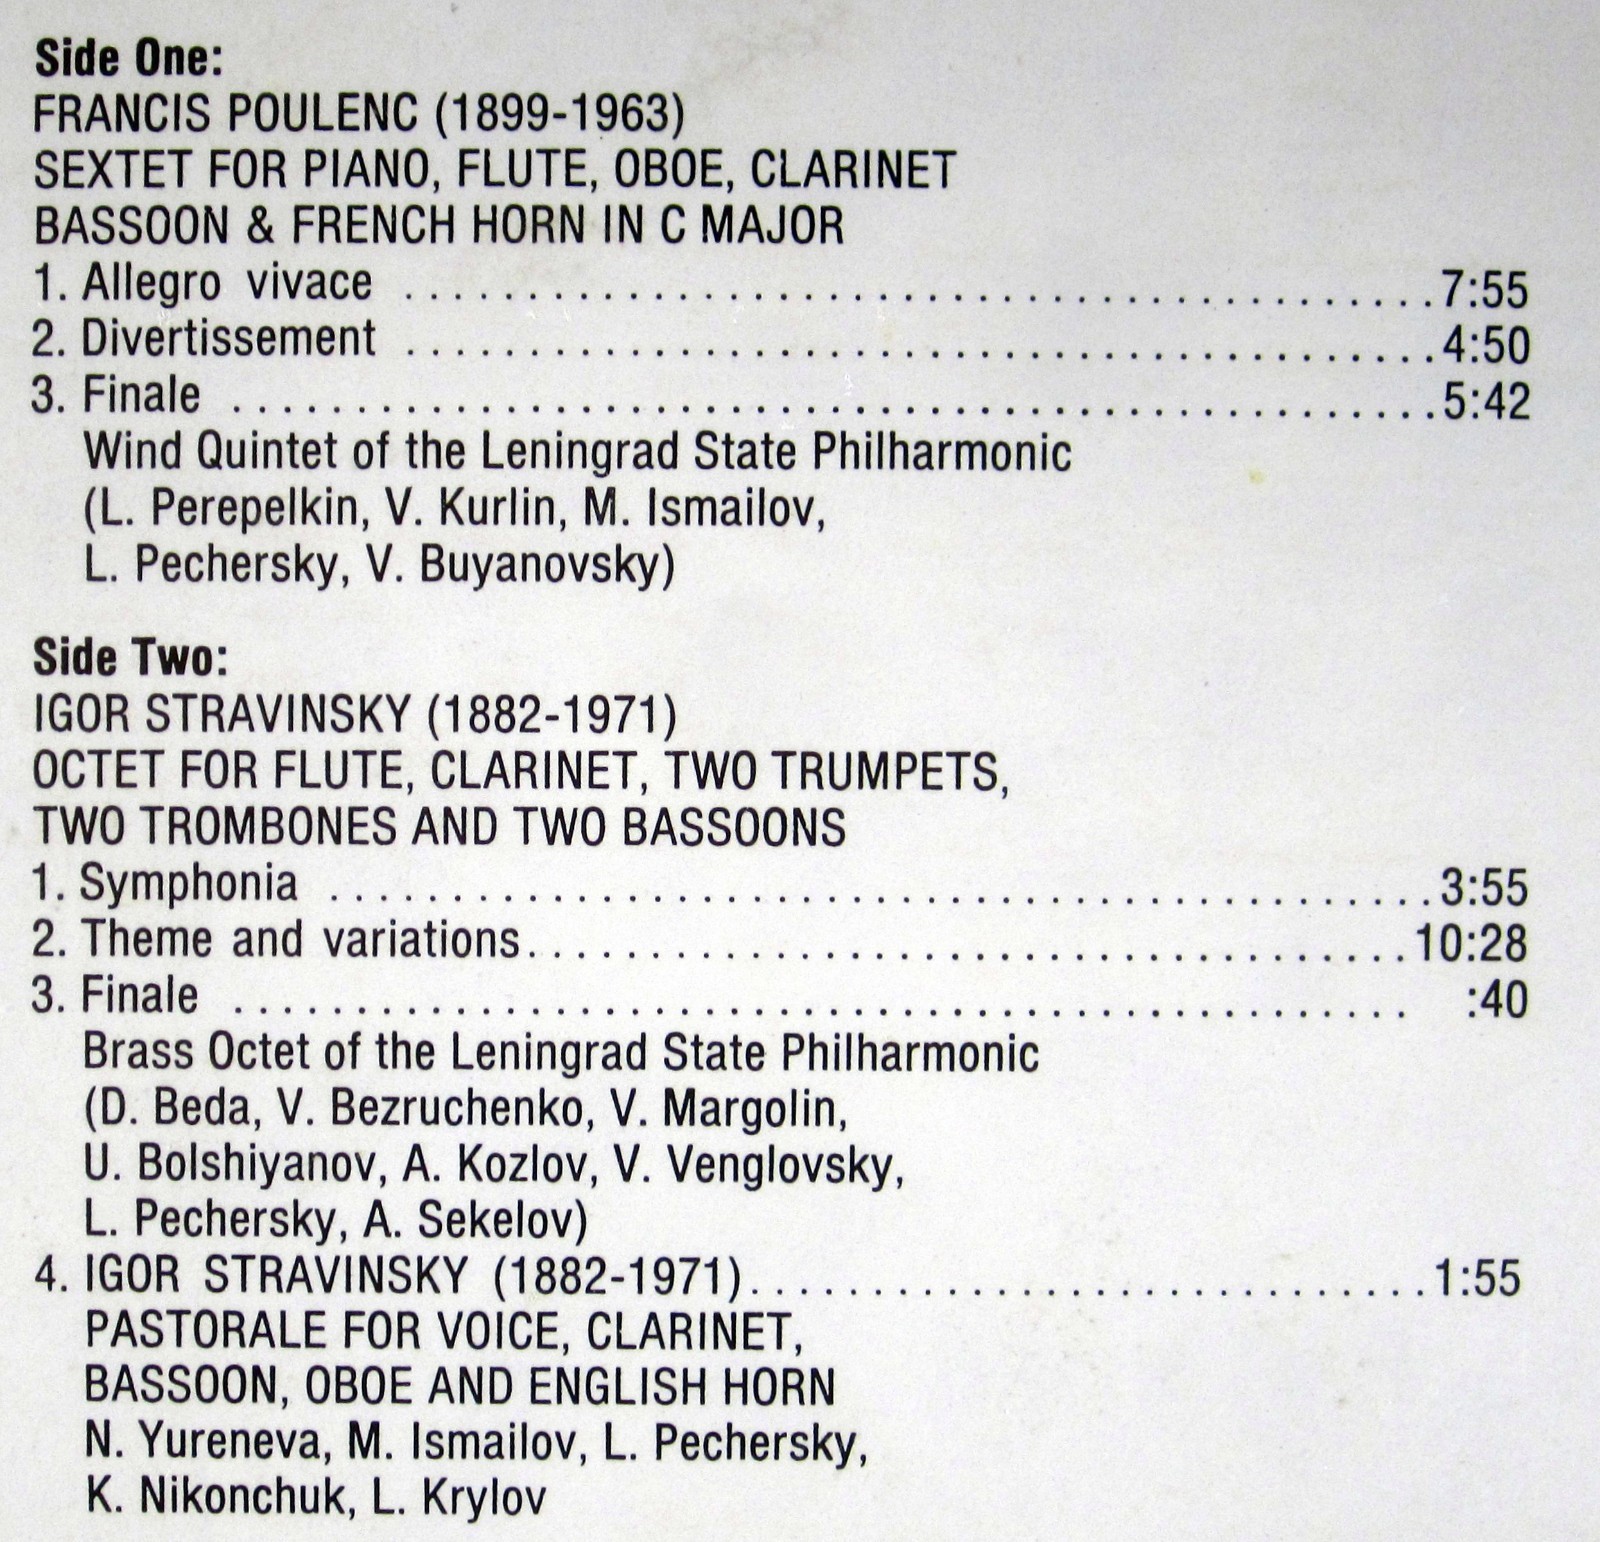 Side One:
FRANCIS POULENC (1899-1963)
SEXTET FOR PIANO, FLUTE, OBOE, CLARINET
BASSOON & FRENCH HORN IN C MAJOR
1. Allegro vivace ........................................7:55
2. Divertissement ........................................4:50
3. Finale ........................................5:42
Wind Quintet of the Leningrad State Philharmonic
(L. Perepelkin, V. Kurlin, M. Ismailov,
L. Pechersky, V. Buyanovsky)
Side Two:
IGOR STRAVINSKY (1882-1971)
OCTET FOR FLUTE, CLARINET, TWO TRUMPETS,
TWO TROMBONES AND TWO BASSOONS
1. Symphonia ........................................3:55
2. Theme and variations........................................10:28
3. Finale ........................................ :40
Brass Octet of the Leningrad State Philharmonic
(D. Beda, V. Bezruchenko, V. Margolin,
U. Bolshiyanov, A. Kozlov, V. Venglovsky,
L. Pechersky, A. Sekelov)
4. IGOR STRAVINSKY (1882-1971)............................1:55
PASTORALE FOR VOICE, CLARINET,
BASSOON, OBOE AND ENGLISH HORN
N. Yureneva, M. Ismailov, L. Pechersky,
K. Nikonchuk, L. Krylov